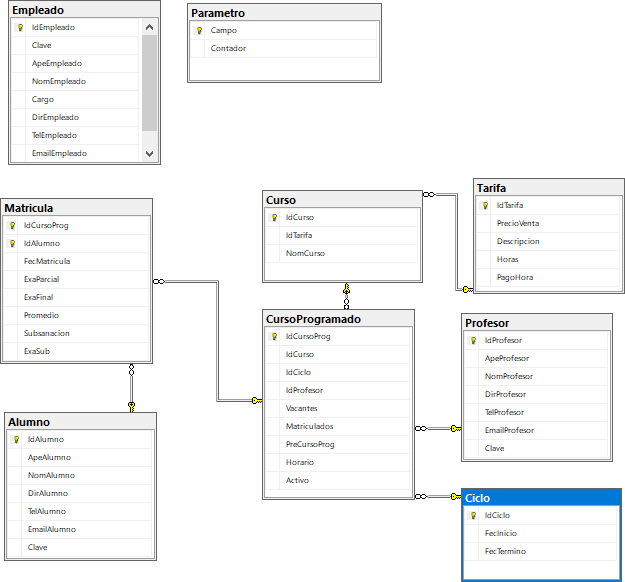 Empleado
IdEmpleado
Clave
ApeEmpleado
NomEmpleado
Cargo
DirEmpleado
TelEmpleado
EmailEmpleado
Parametro
Campo
Contador
Matricula
IdCursoProg
IdAlumno
FecMatricula
ExaParcial
ExaFinal
Promedio
Subsanacion
ExaSub
Curso
IdCurso
IdTarifa
NomCurso
Tarifa
IdTarifa
PrecioVenta
Descripcion
Horas
PagoHora
CursoProgramado
IdCursoProg
IdCurso
IdCiclo
IdProfesor
Vacantes
Matriculados
PreCursoProg
Horario
Activo
Profesor
IdProfesor
ApeProfesor
NomProfesor
DirProfesor
TelProfesor
EmailProfesor
Clave
Alumno
IdAlumno
ApeAlumno
NomAlumno
DirAlumno
TelAlumno
EmailAlumno
Clave
Ciclo
IdCiclo
FecInicio
FecTermino